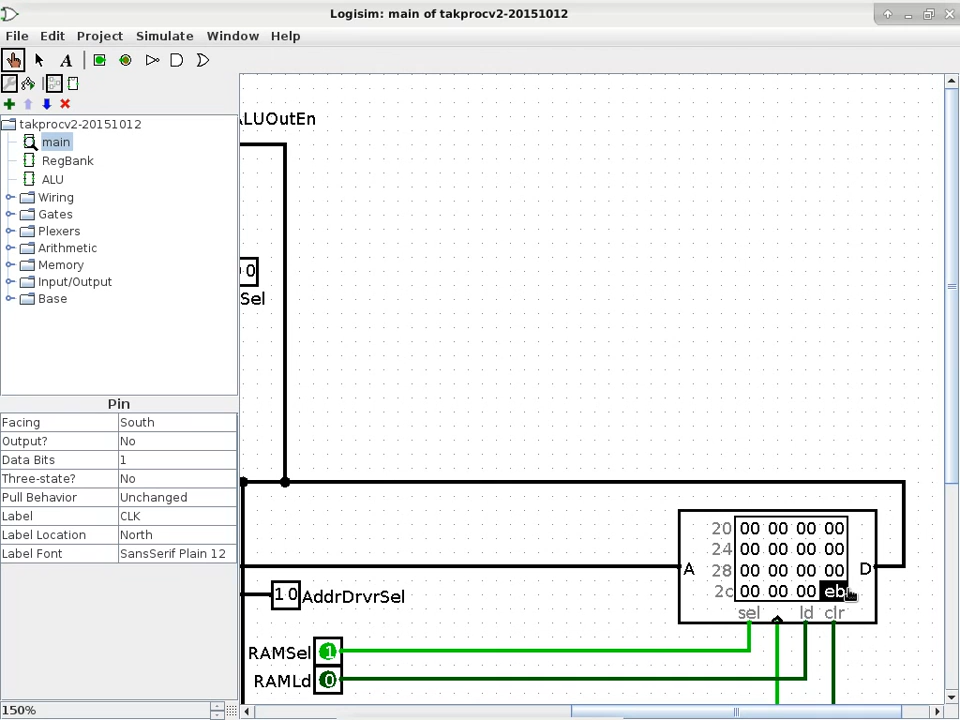 Logisim: main of takprocv2-20151012
File Edit Project Simulate Window Help
A
takprocv2-20151012
main
RegBank
ALU
Wiring
Gates
Plexers
Arithmetic
Memory
Input/Output
Base
Pin
Facing South
Output? No
Data Bits 1
Three-state? No
Pull Behavior Unchanged
Label CLK
Label Location North
Label Font SansSerif Plain 12
150%
ALUOutEn
0
Sel
20 00 00 00 00
24 00 00 00 00
A 28 00 00 00 00 D
2c 00 00 00 eb
sel ld clr
10 AddrDrvrSel
RAMSel 1
RAMLd 0